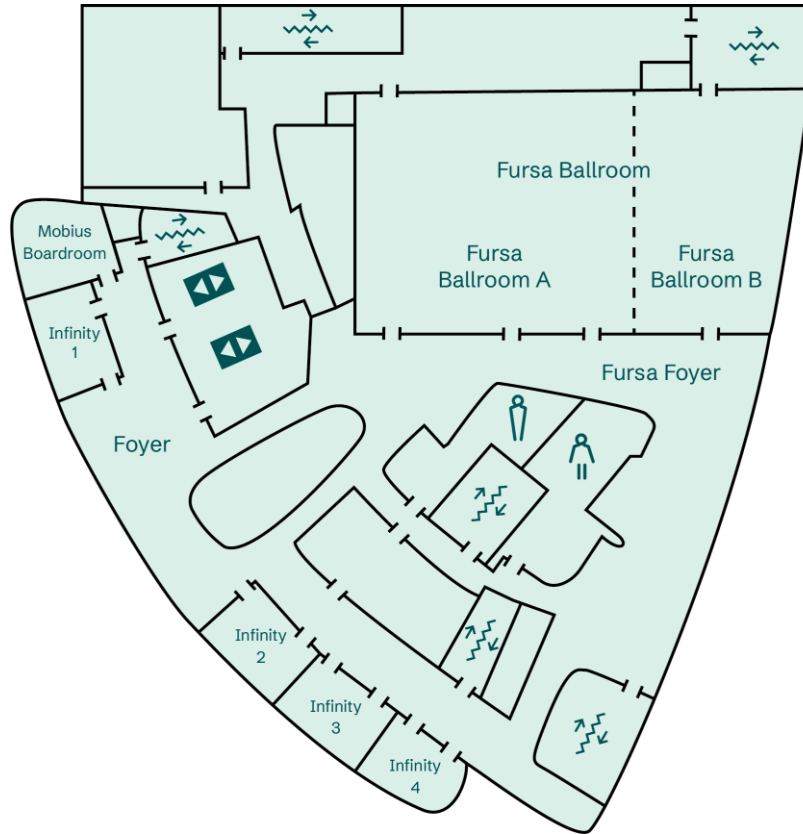 Fursa Ballroom
Mobius
Boardroom
Fursa
Ballroom A
Fursa
Ballroom B
Infinity
1
Fursa Foyer
Foyer
Infinity
2
Infinity
3
Infinity
4